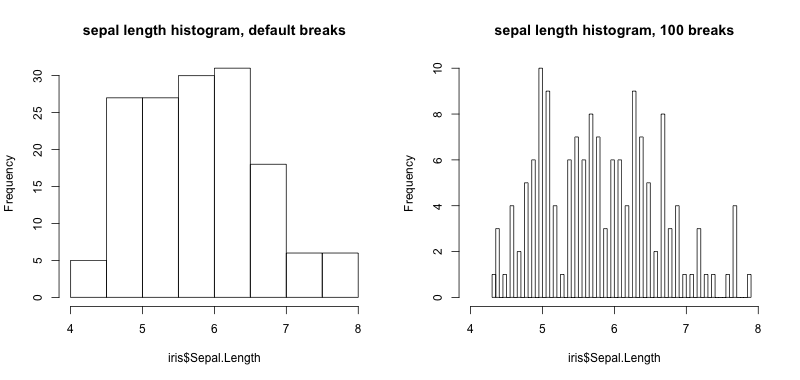 sepal length histogram, default breaks
Frequency
30
25
20
15
10
5
0
4 5 6 7 8
iris$Sepal.Length
sepal length histogram, 100 breaks
Frequency
10
8
6
4
2
0
4 5 6 7 8
iris$Sepal.Length